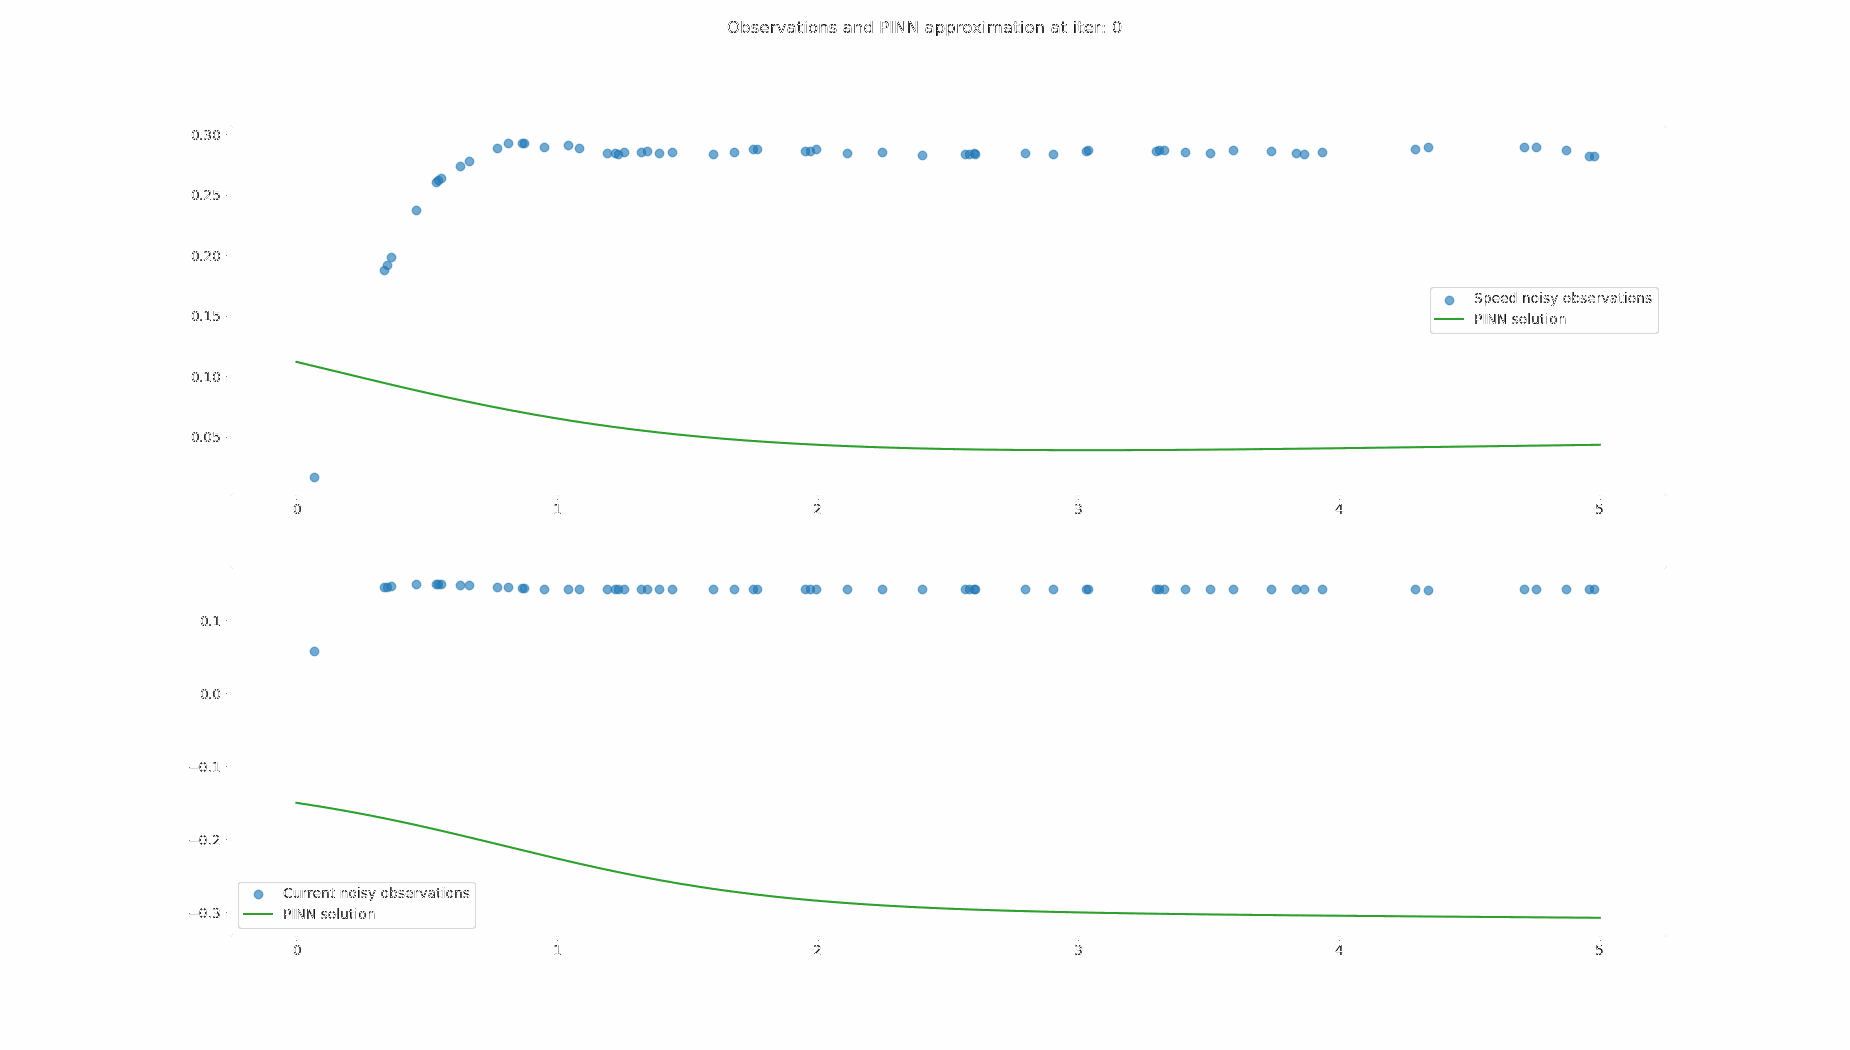 Observations and PINN approximation at iter: 0
0.30
0.25
0.20
0.15
0.10
0.05
Speed noisy observations
PINN solution
0 1 2 3 4 5
0.1
0.0
−0.1
−0.2
−0.3
Current noisy observations
PINN solution
0 1 2 3 4 5